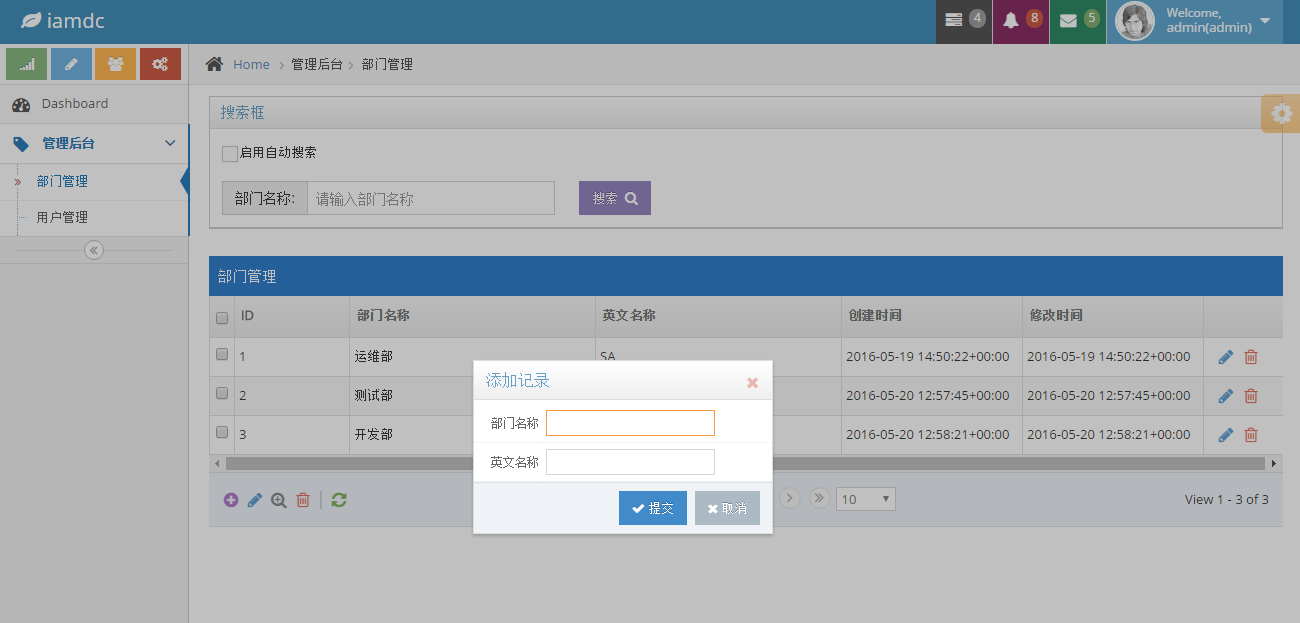 iamdc
4
8
5
Welcome,
admin(admin)
Home
管理后台
部门管理
Dashboard
管理后台
部门管理
用户管理
搜索框
启用自动搜索
部门名称:
请输入部门名称
搜索
部门管理
ID 部门名称 英文名称 创建时间 修改时间
1 运维部 SA 2016-05-19 14:50:22+00:00 2016-05-19 14:50:22+00:00
2 测试部 2016-05-20 12:57:45+00:00 2016-05-20 12:57:45+00:00
3 开发部 2016-05-20 12:58:21+00:00 2016-05-20 12:58:21+00:00
10
View 1 - 3 of 3
添加记录
部门名称
英文名称
提交
取消